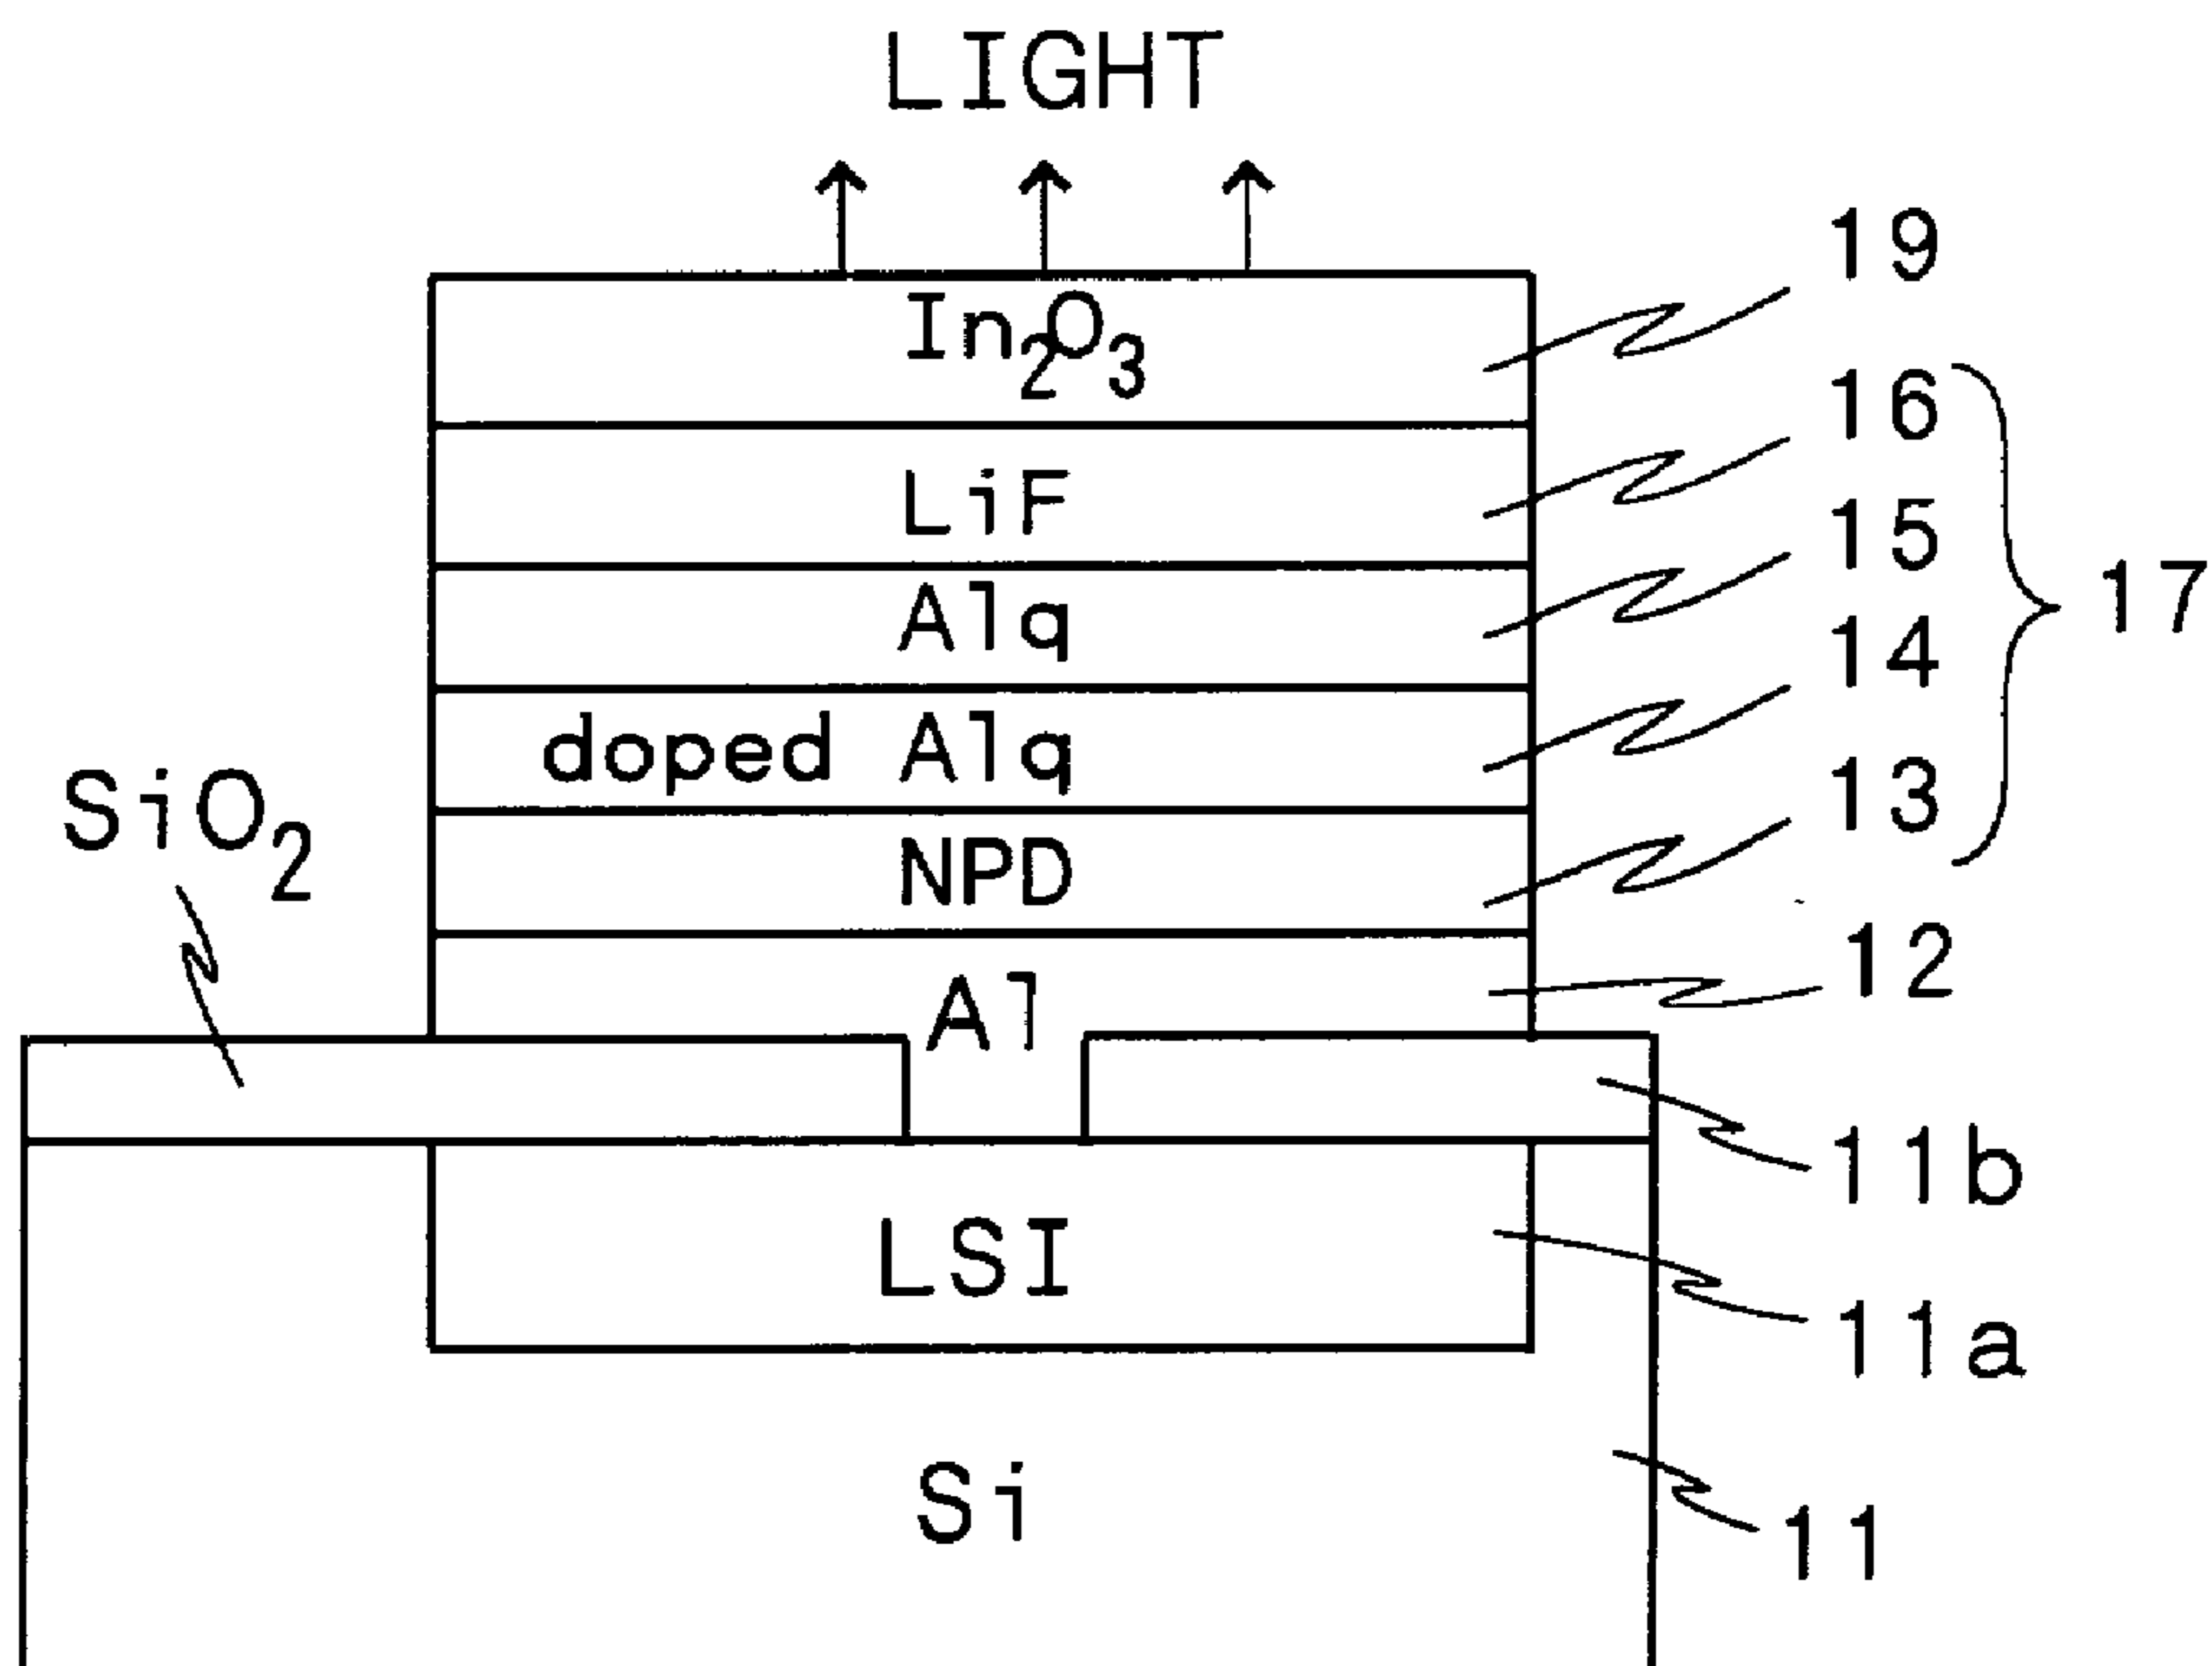 LIGHT
In₂O₃
19
LiF
16
Alq
15
17
doped Alq
14
SiO₂
NPD
13
Al
12
11b
LSI
11a
Si
11